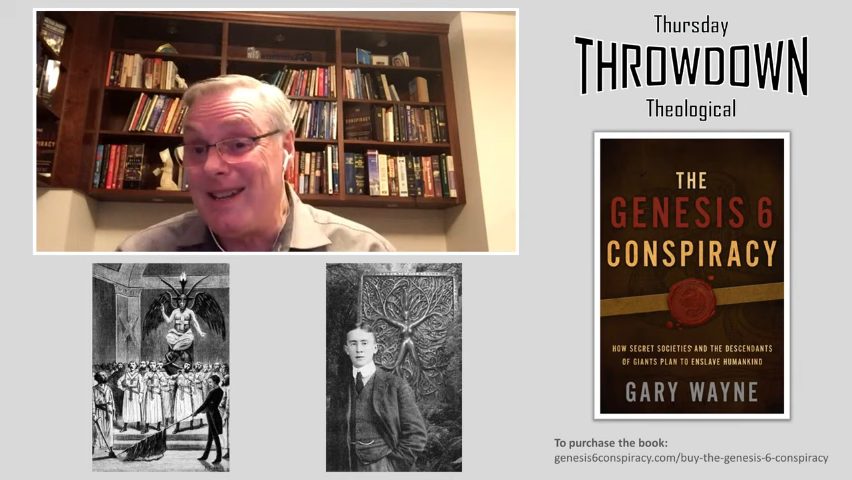 Thursday
THROWDOWN
Theological
THE
GENESIS 6
CONSPIRACY
HOW SECRET SOCIETIES AND THE DESCENDANTS
OF GIANTS PLAN TO ENSLAVE HUMANKIND
GARY WAYNE
To purchase the book:
genesis6conspiracy.com/buy-the-genesis-6-conspiracy